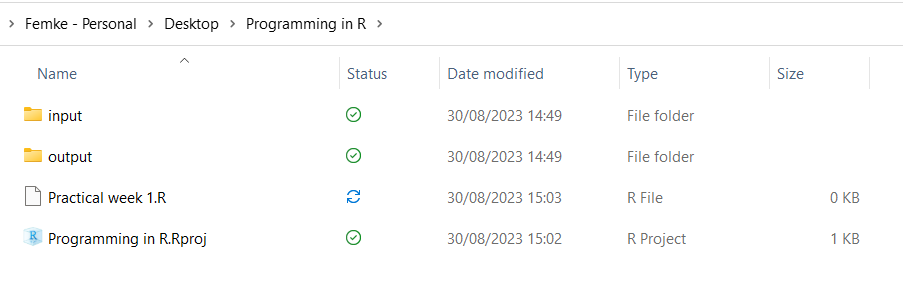 Femke - Personal > Desktop > Programming in R >
Name Status Date modified Type Size
input 30/08/2023 14:49 File folder
output 30/08/2023 14:49 File folder
Practical week 1.R 30/08/2023 15:03 R File 0 KB
Programming in R.Rproj 30/08/2023 15:02 R Project 1 KB